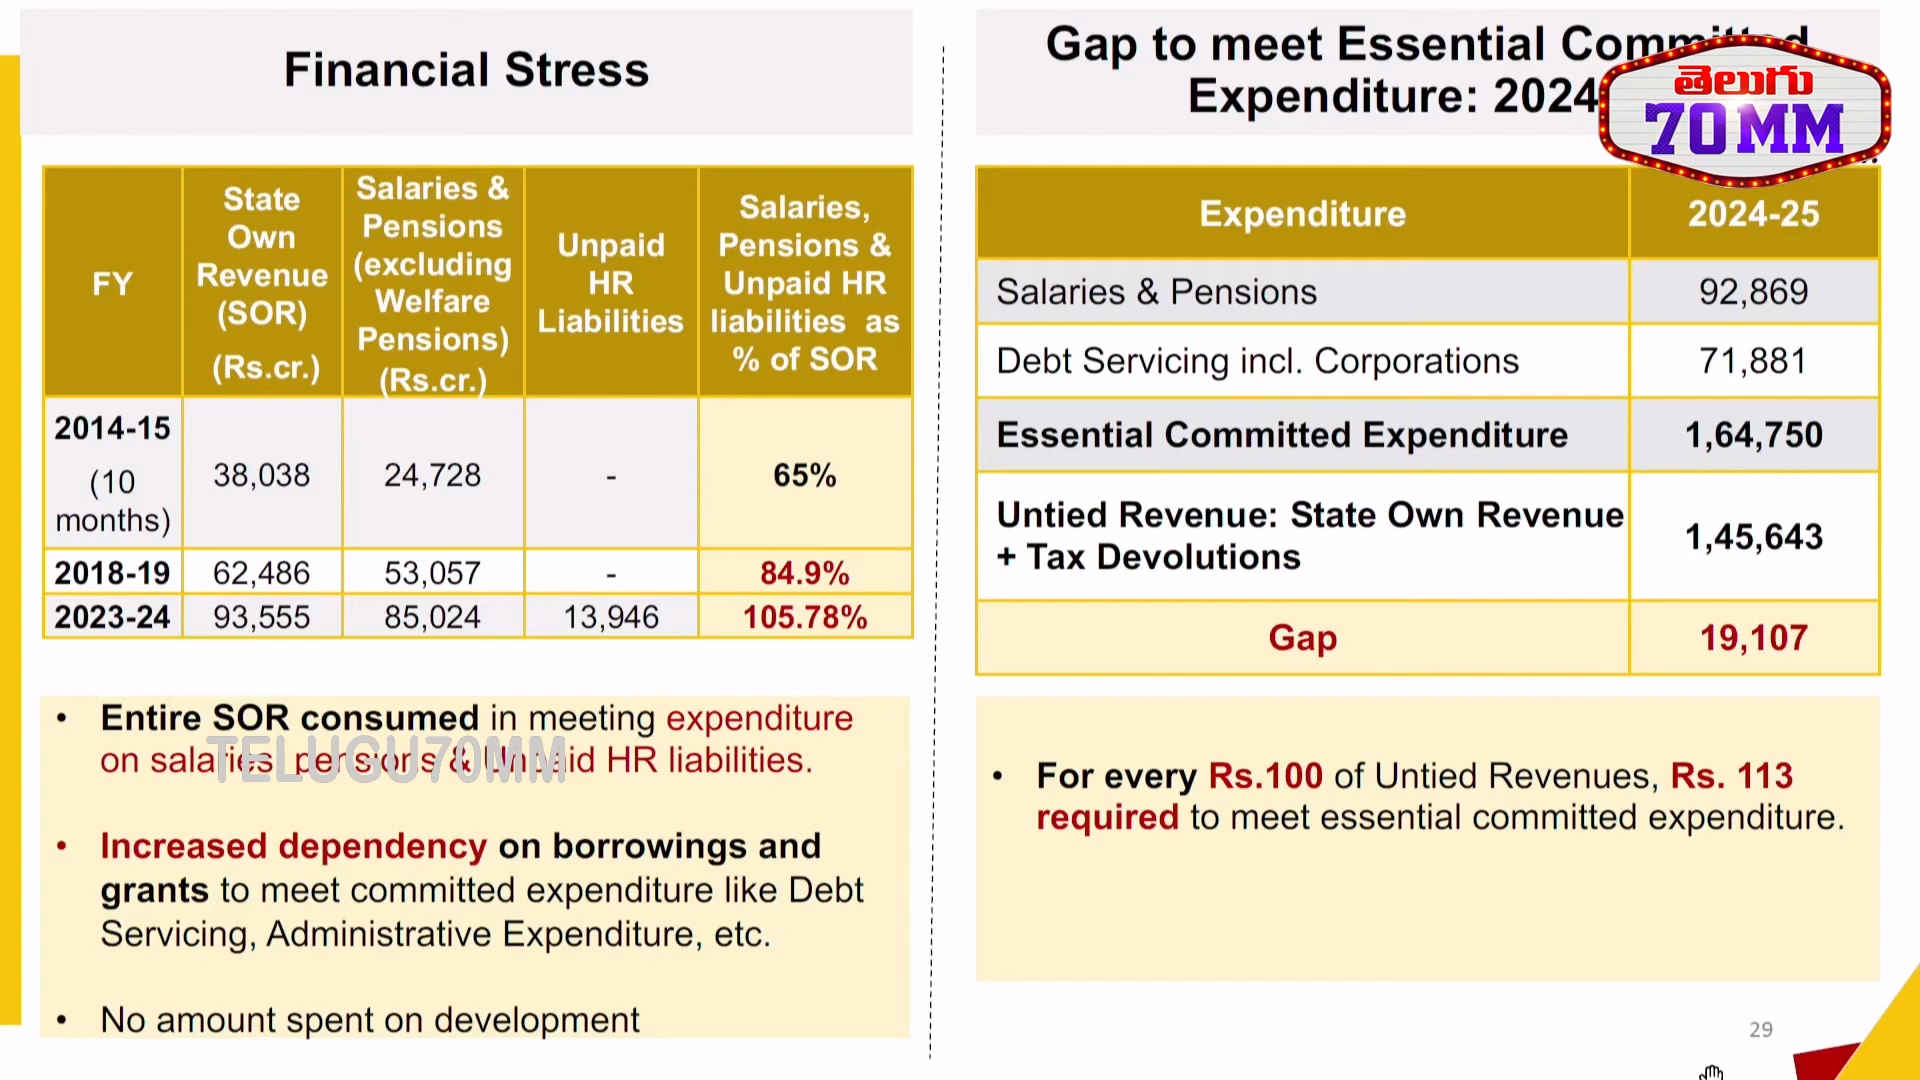 Financial Stress
FY
State
Own
Revenue
(SOR)
(Rs.cr.)
Salaries &
Pensions
(excluding
Welfare
Pensions)
(Rs.cr.)
Unpaid
HR
Liabilities
Salaries,
Pensions &
Unpaid HR
liabilities as
% of SOR
2014-15
(10
months)
38,038
24,728
-
65%
2018-19
62,486
53,057
-
84.9%
2023-24
93,555
85,024
13,946
105.78%
• Entire SOR consumed in meeting expenditure
on salaries, pensions & Unpaid HR liabilities.
TELUGU70MM
• Increased dependency on borrowings and
grants to meet committed expenditure like Debt
Servicing, Administrative Expenditure, etc.
• No amount spent on development
Gap to meet Essential Committed
Expenditure: 2024
తెలుగు
70MM
Expenditure 2024-25
Salaries & Pensions 92,869
Debt Servicing incl. Corporations 71,881
Essential Committed Expenditure 1,64,750
Untied Revenue: State Own Revenue
+ Tax Devolutions
1,45,643
Gap 19,107
• For every Rs.100 of Untied Revenues, Rs. 113
required to meet essential committed expenditure.
29